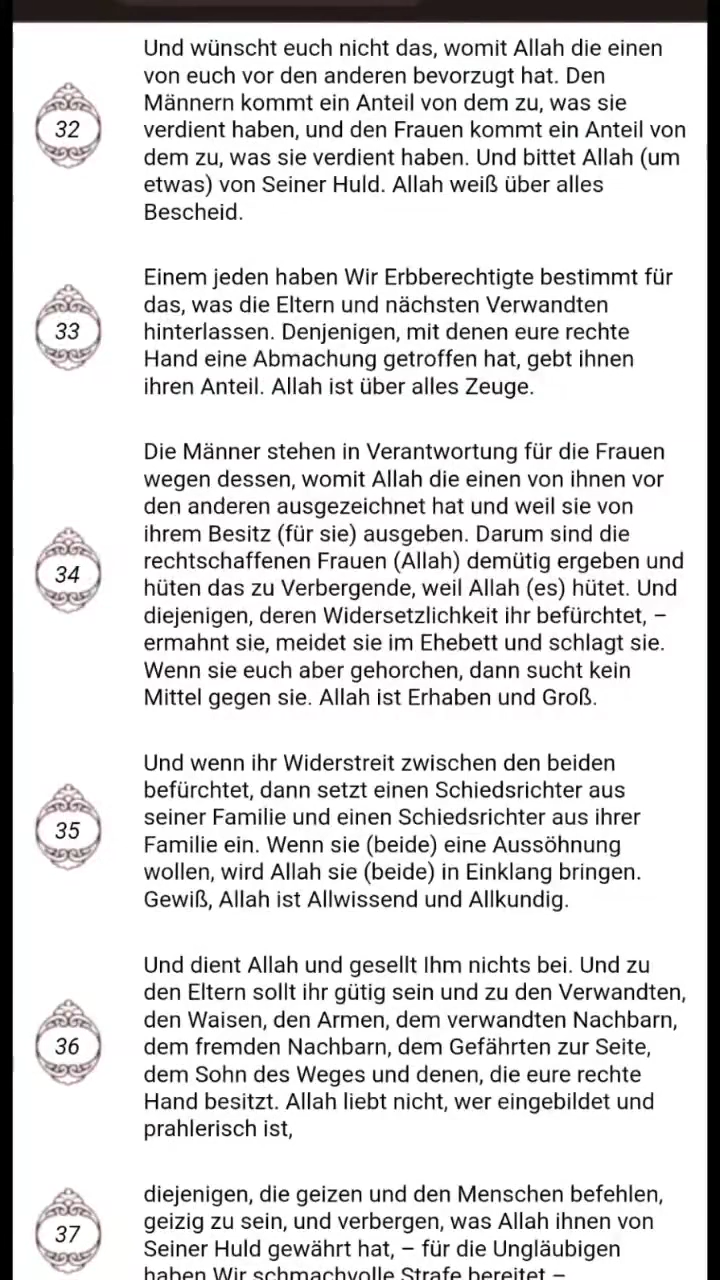 32
Und wünscht euch nicht das, womit Allah die einen
von euch vor den anderen bevorzugt hat. Den
Männern kommt ein Anteil von dem zu, was sie
verdient haben, und den Frauen kommt ein Anteil von
dem zu, was sie verdient haben. Und bittet Allah (um
etwas) von Seiner Huld. Allah weiß über alles
Bescheid.
33
Einem jeden haben Wir Erbberechtigte bestimmt für
das, was die Eltern und nächsten Verwandten
hinterlassen. Denjenigen, mit denen eure rechte
Hand eine Abmachung getroffen hat, gebt ihnen
ihren Anteil. Allah ist über alles Zeuge.
34
Die Männer stehen in Verantwortung für die Frauen
wegen dessen, womit Allah die einen von ihnen vor
den anderen ausgezeichnet hat und weil sie von
ihrem Besitz (für sie) ausgeben. Darum sind die
rechtschaffenen Frauen (Allah) demütig ergeben und
hüten das zu Verbergende, weil Allah (es) hütet. Und
diejenigen, deren Widersetzlichkeit ihr befürchtet, –
ermahnt sie, meidet sie im Ehebett und schlagt sie.
Wenn sie euch aber gehorchen, dann sucht kein
Mittel gegen sie. Allah ist Erhaben und Groß.
35
Und wenn ihr Widerstreit zwischen den beiden
befürchtet, dann setzt einen Schiedsrichter aus
seiner Familie und einen Schiedsrichter aus ihrer
Familie ein. Wenn sie (beide) eine Aussöhnung
wollen, wird Allah sie (beide) in Einklang bringen.
Gewiß, Allah ist Allwissend und Allkundig.
36
Und dient Allah und gesellt Ihm nichts bei. Und zu
den Eltern sollt ihr gütig sein und zu den Verwandten,
den Waisen, den Armen, dem verwandten Nachbarn,
dem fremden Nachbarn, dem Gefährten zur Seite,
dem Sohn des Weges und denen, die eure rechte
Hand besitzt. Allah liebt nicht, wer eingebildet und
prahlerisch ist,
37
diejenigen, die geizen und den Menschen befehlen,
geizig zu sein, und verbergen, was Allah ihnen von
Seiner Huld gewährt hat, – für die Ungläubigen
haben Wir schmachvolle Strafe bereitet –